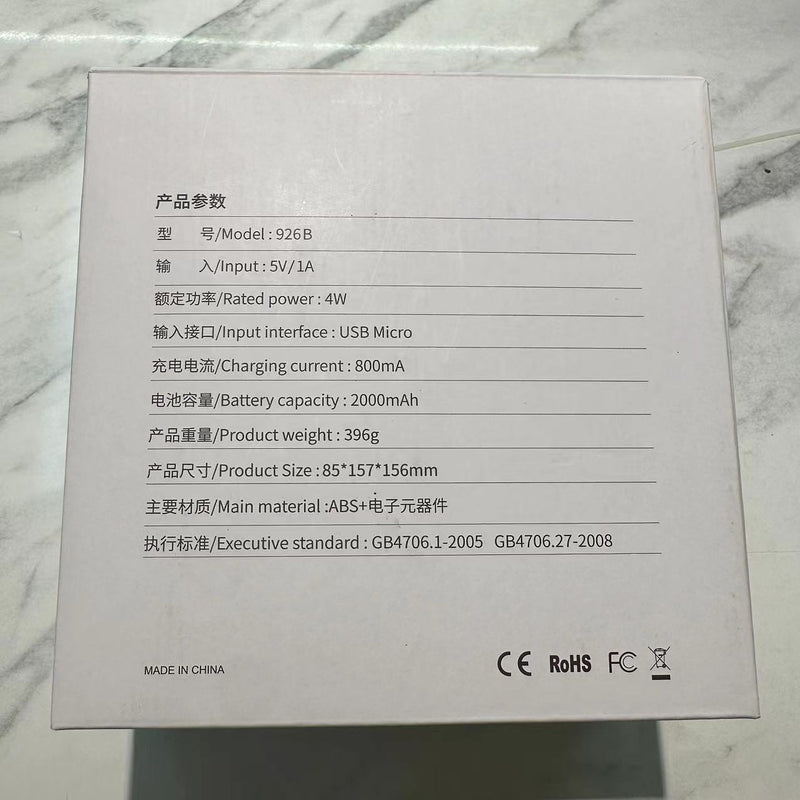 产品参数
型 号/Model : 926B
输 入/Input : 5V/1A
额定功率/Rated power : 4W
输入接口/Input interface : USB Micro
充电电流/Charging current : 800mA
电池容量/Battery capacity : 2000mAh
产品重量/Product weight : 396g
产品尺寸/Product Size : 85*157*156mm
主要材质/Main material :ABS+电子元器件
执行标准/Executive standard : GB4706.1-2005 GB4706.27-2008
MADE IN CHINA CE RoHS FC